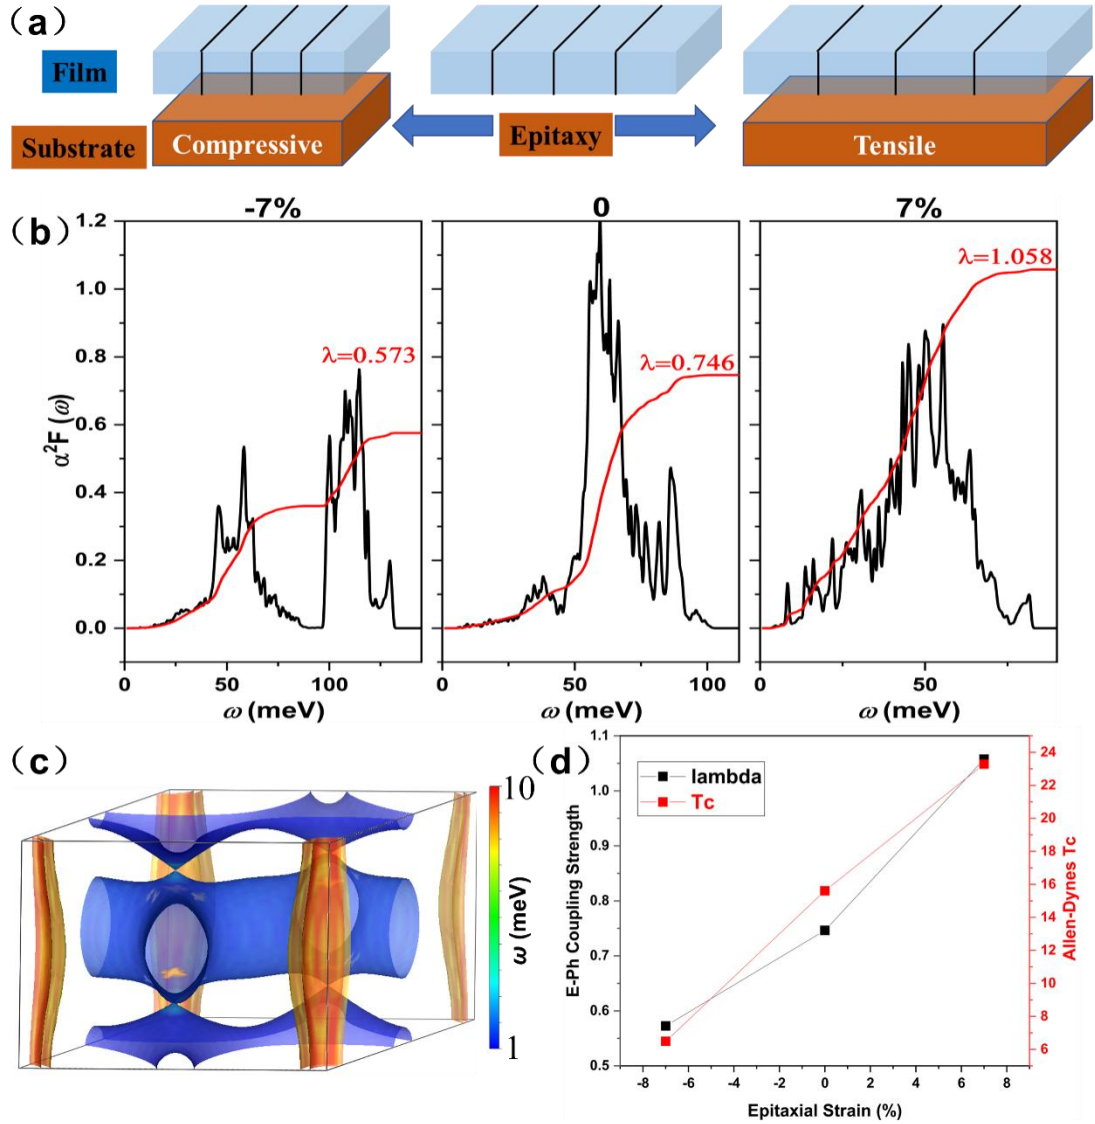 (a)
Film
Substrate
Compressive
Epitaxy
Tensile
(b)
-7%
0
7%
α²F (ω)
1.2
1.0
0.8
0.6
0.4
0.2
0.0
λ=0.573
λ=0.746
λ=1.058
0 50 100
0 50 100
0 50
ω (meV)
ω (meV)
ω (meV)
(c)
10
ω (meV)
1
(d)
E-Ph Coupling Strength
1.1
1.0
0.9
0.8
0.7
0.6
0.5
lambda
Tc
24
22
20
18
16
14
12
10
8
6
Allen-Dynes Tc
-8 -6 -4 -2 0 2 4 6 8
Epitaxial Strain (%)